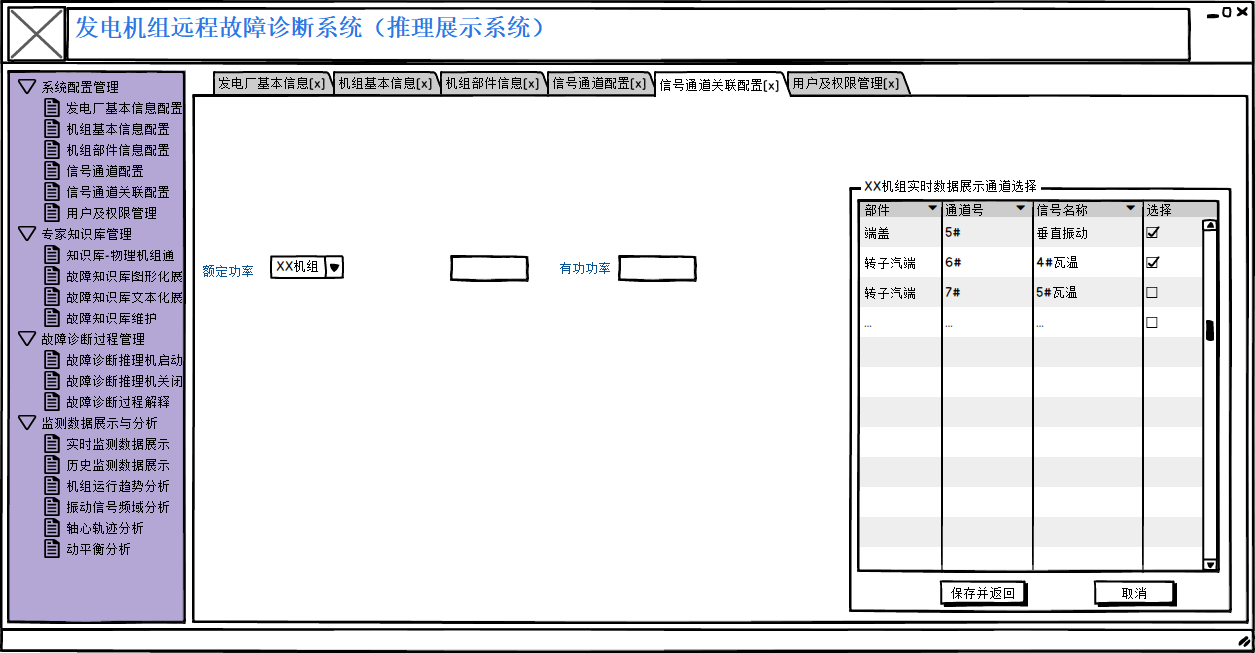 发电机组远程故障诊断系统（推理展示系统）
系统配置管理
发电厂基本信息配置
机组基本信息配置
机组部件信息配置
信号通道配置
信号通道关联配置
用户及权限管理
专家知识库管理
知识库-物理机组通
故障知识库图形化展
故障知识库文本化展
故障知识库维护
故障诊断过程管理
故障诊断推理机启动
故障诊断推理机关闭
故障诊断过程解释
监测数据展示与分析
实时监测数据展示
历史监测数据展示
机组运行趋势分析
振动信号频域分析
轴心轨迹分析
动平衡分析
发电厂基本信息[x] 机组基本信息[x] 机组部件信息[x] 信号通道配置[x] 信号通道关联配置[x] 用户及权限管理[x]
额定功率 XX机组 有功功率
XX机组实时数据展示通道选择
部件 通道号 信号名称 选择
端盖 5# 垂直振动
转子汽端 6# 4#瓦温
转子汽端 7# 5#瓦温
... ... ...
保存并返回 取消